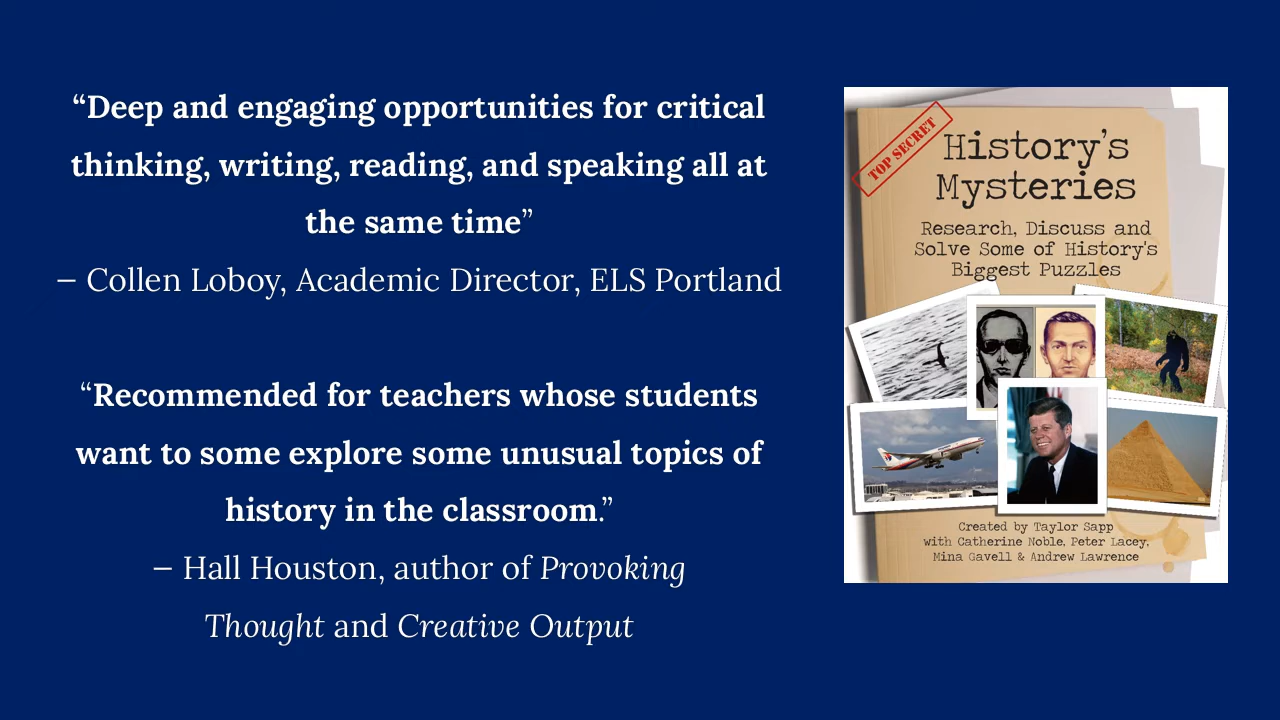 “Deep and engaging opportunities for critical
thinking, writing, reading, and speaking all at
the same time”
– Collen Loboy, Academic Director, ELS Portland
“Recommended for teachers whose students
want to some explore some unusual topics of
history in the classroom.”
– Hall Houston, author of Provoking
Thought and Creative Output
TOP SECRET
History's
Mysteries
Research, Discuss and
Solve Some of History's
Biggest Puzzles
Created by Taylor Sapp
with Catherine Noble, Peter Lacey,
Mina Gavell & Andrew Lawrence